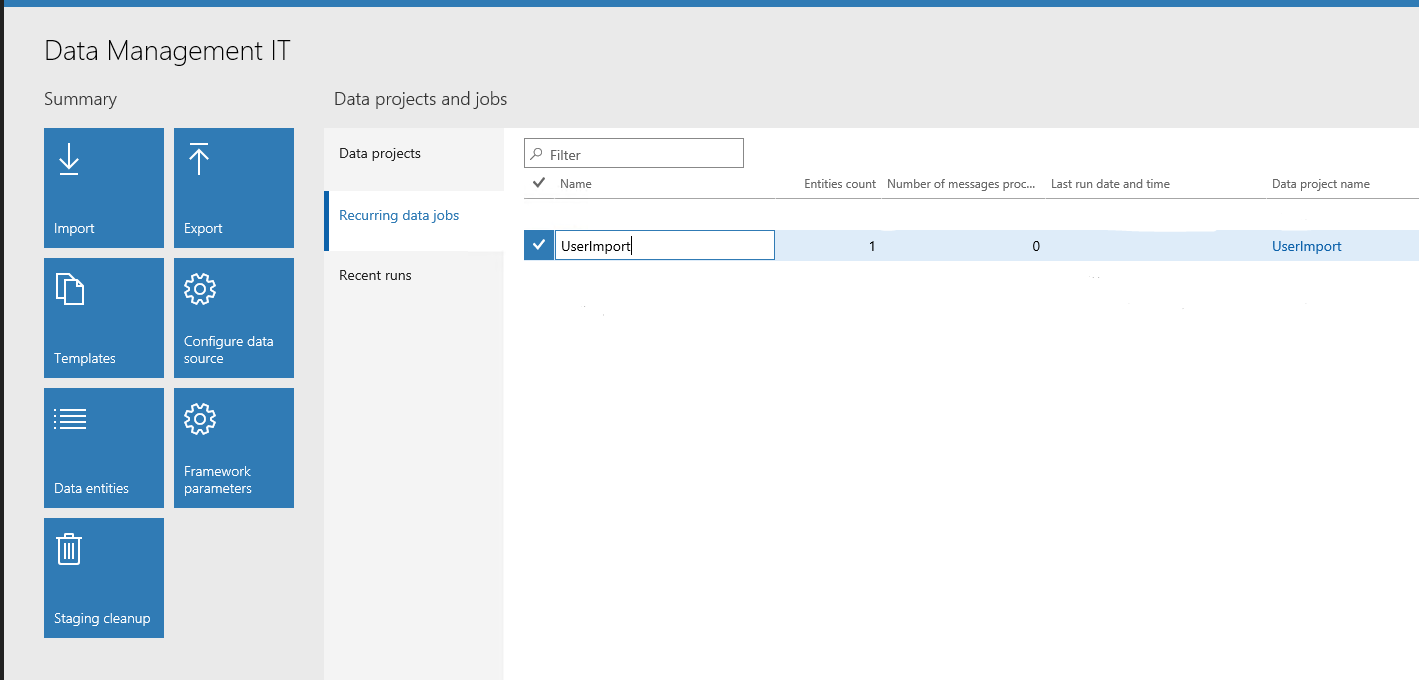 Data Management IT
Summary
Data projects and jobs
Import
Export
Templates
Configure data
source
Data entities
Framework
parameters
Staging cleanup
Data projects
Recurring data jobs
Recent runs
Filter
Name Entities count Number of messages proc... Last run date and time Data project name
UserImport 1 0 UserImport